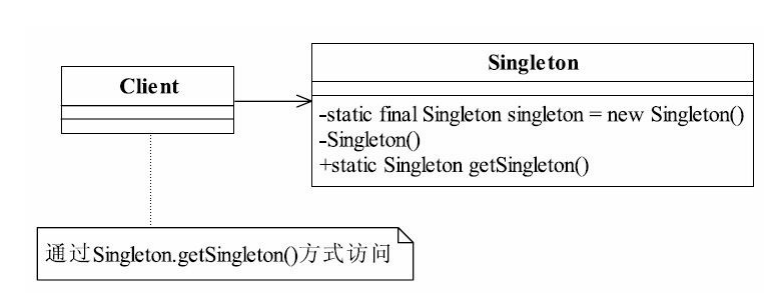 Client
Singleton
-static final Singleton singleton = new Singleton()
-Singleton()
+static Singleton getSingleton()
通过Singleton.getSingleton()方式访问